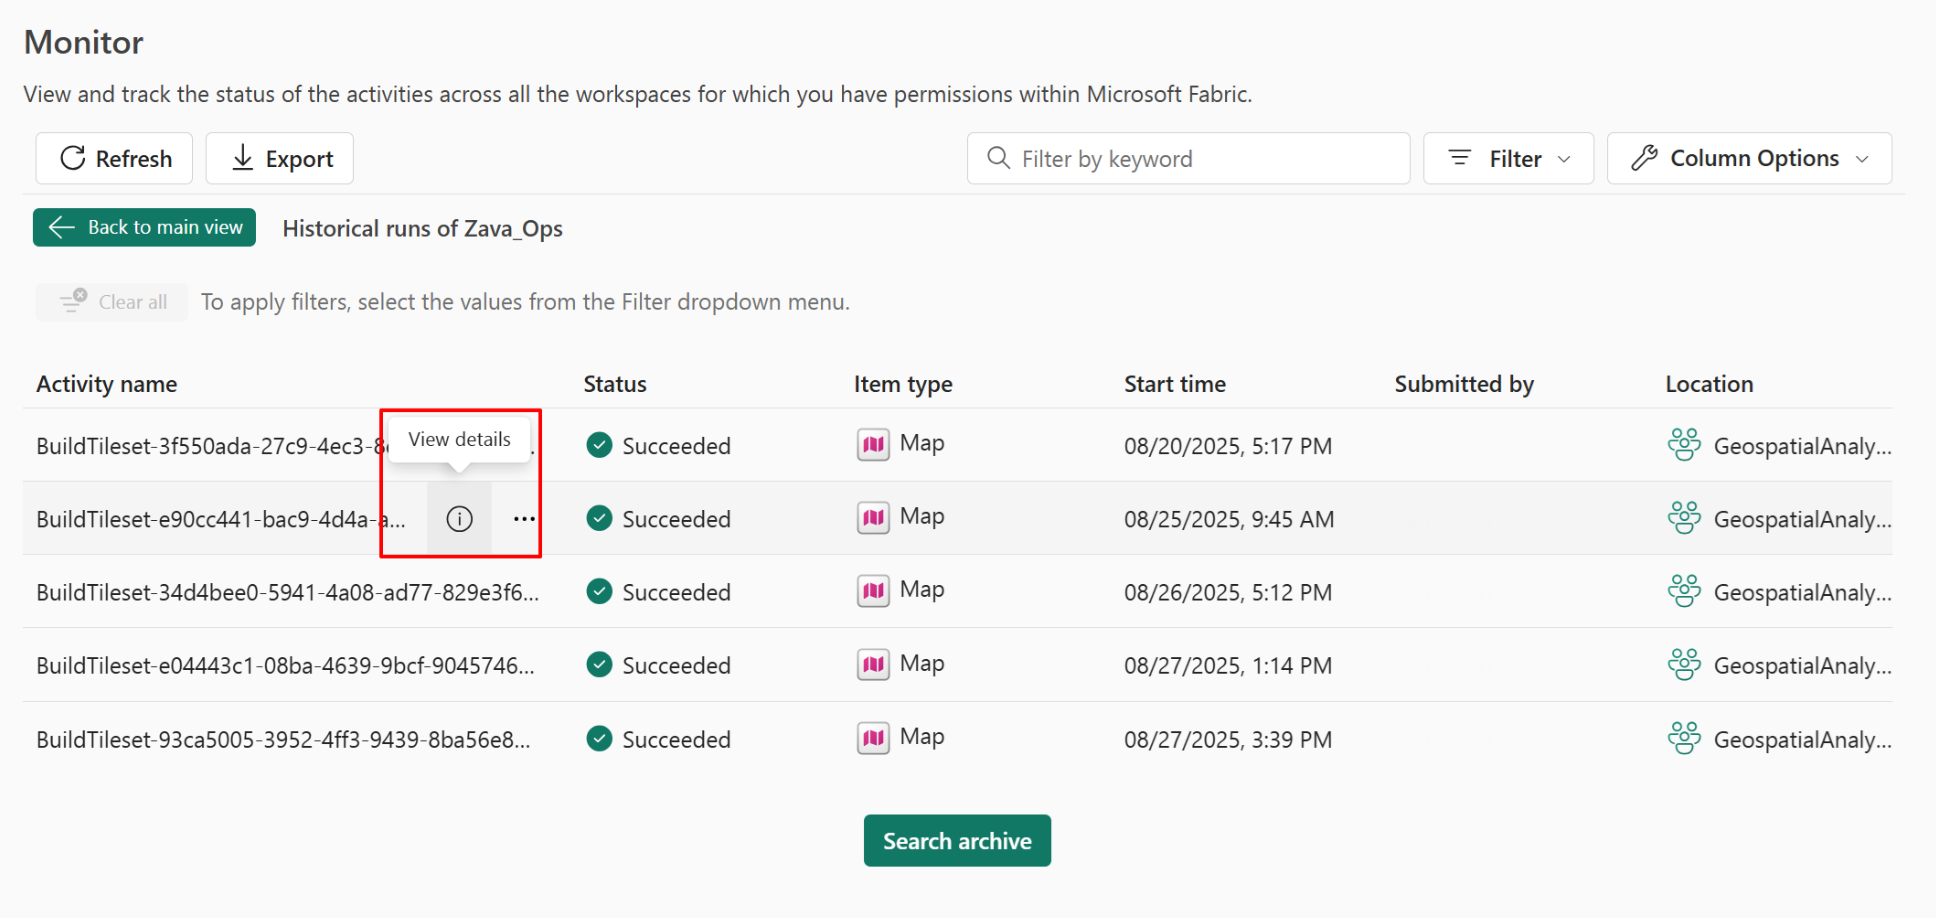 Monitor
View and track the status of the activities across all the workspaces for which you have permissions within Microsoft Fabric.
Refresh
Export
Filter by keyword
Filter
Column Options
Back to main view
Historical runs of Zava_Ops
Clear all
To apply filters, select the values from the Filter dropdown menu.
Activity name Status Item type Start time Submitted by Location
View details
BuildTileset-3f550ada-27c9-4ec3-8 Succeeded Map 08/20/2025, 5:17 PM GeospatialAnaly...
BuildTileset-e90cc441-bac9-4d4a-a... Succeeded Map 08/25/2025, 9:45 AM GeospatialAnaly...
BuildTileset-34d4bee0-5941-4a08-ad77-829e3f6... Succeeded Map 08/26/2025, 5:12 PM GeospatialAnaly...
BuildTileset-e04443c1-08ba-4639-9bcf-9045746... Succeeded Map 08/27/2025, 1:14 PM GeospatialAnaly...
BuildTileset-93ca5005-3952-4ff3-9439-8ba56e8... Succeeded Map 08/27/2025, 3:39 PM GeospatialAnaly...
Search archive